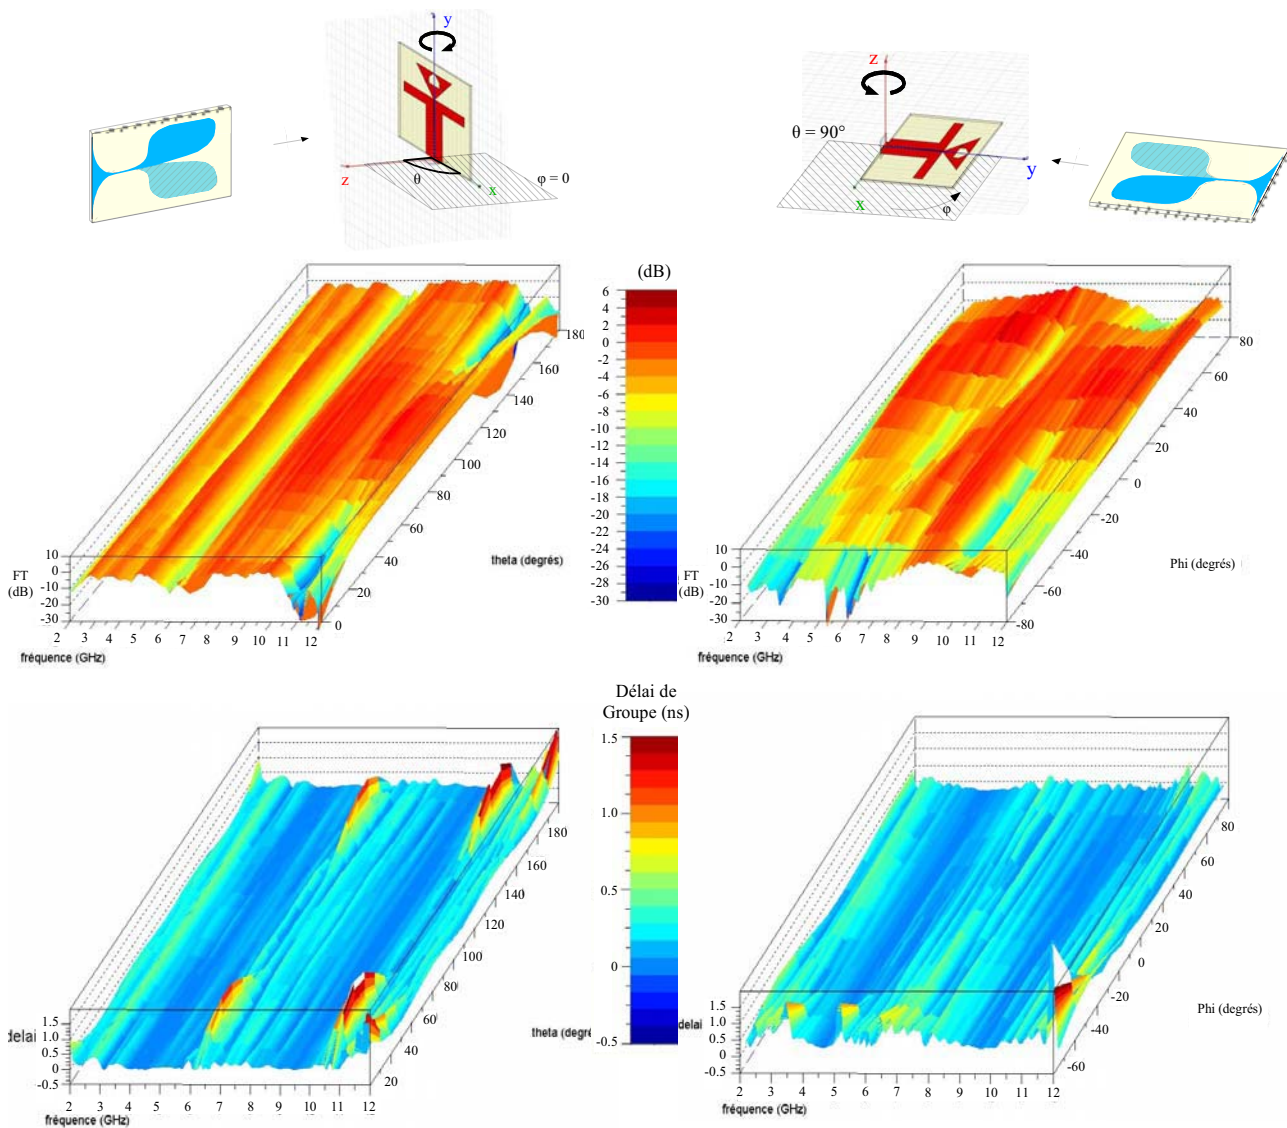 y
z
θ
x
φ = 0
z
θ = 90°
y
x
φ
(dB)
6
4
2
0
-2
-4
-6
-8
-10
-12
-14
-16
-18
-20
-22
-24
-26
-28
-30
180
160
140
120
100
80
60
40
20
0
theta (degrés)
10
0
-10
-20
-30
FT
(dB)
2 3 4 5 6 7 8 9 10 11 12
fréquence (GHz)
80
60
40
20
0
-20
-40
-60
-80
Phi (degrés)
10
0
-10
-20
-30
FT
(dB)
2 3 4 5 6 7 8 9 10 11 12
fréquence (GHz)
Délai de
Groupe (ns)
1.5
1.0
0.5
0
-0.5
180
160
140
120
100
80
60
40
20
theta (degré
1.5
1.0
0.5
0
-0.5
delai
2 3 4 5 6 7 8 9 10 11 12
fréquence (GHz)
80
60
40
20
0
-20
-40
-60
Phi (degrés)
1.5
1.0
0.5
0
-0.5
delai
2 3 4 5 6 7 8 9 10 11 12
fréquence (GHz)